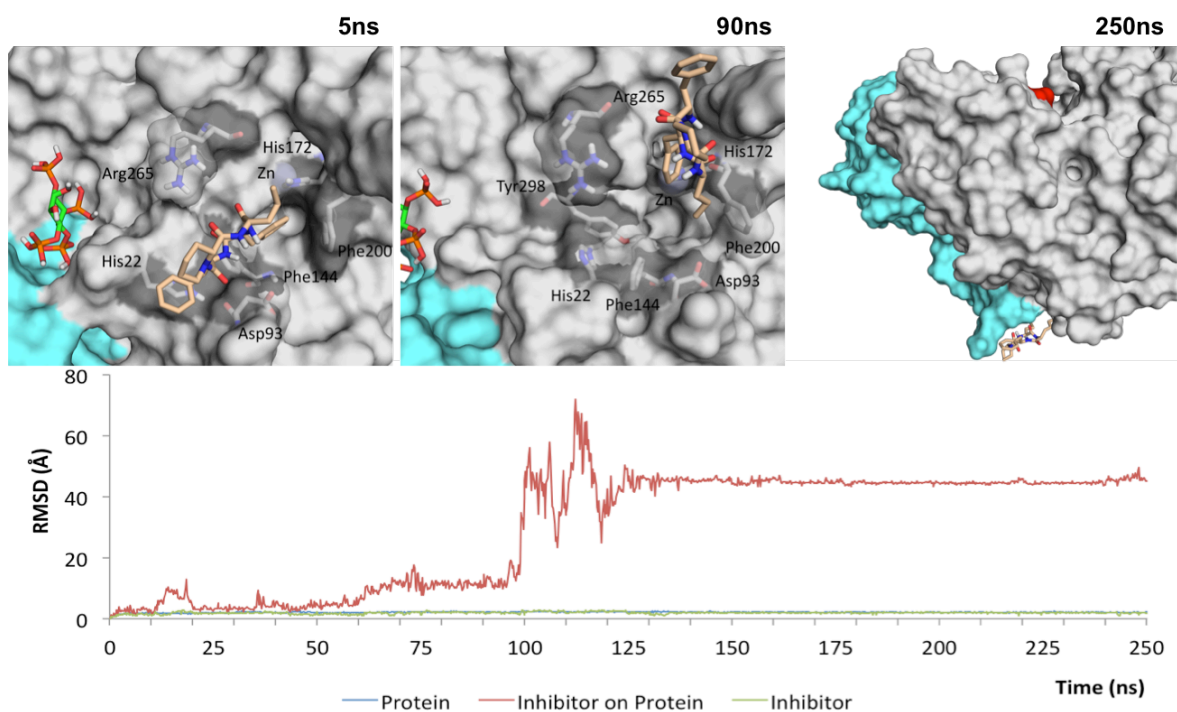 5ns
90ns
250ns
Arg265
His172
Zn
His22
Phe144
Phe200
Asp93
Arg265
His172
Tyr298
Zn
Phe200
His22
Phe144
Asp93
80
60
40
20
0
RMSD (Å)
0 25 50 75 100 125 150 175 200 225 250
Time (ns)
Protein Inhibitor on Protein Inhibitor